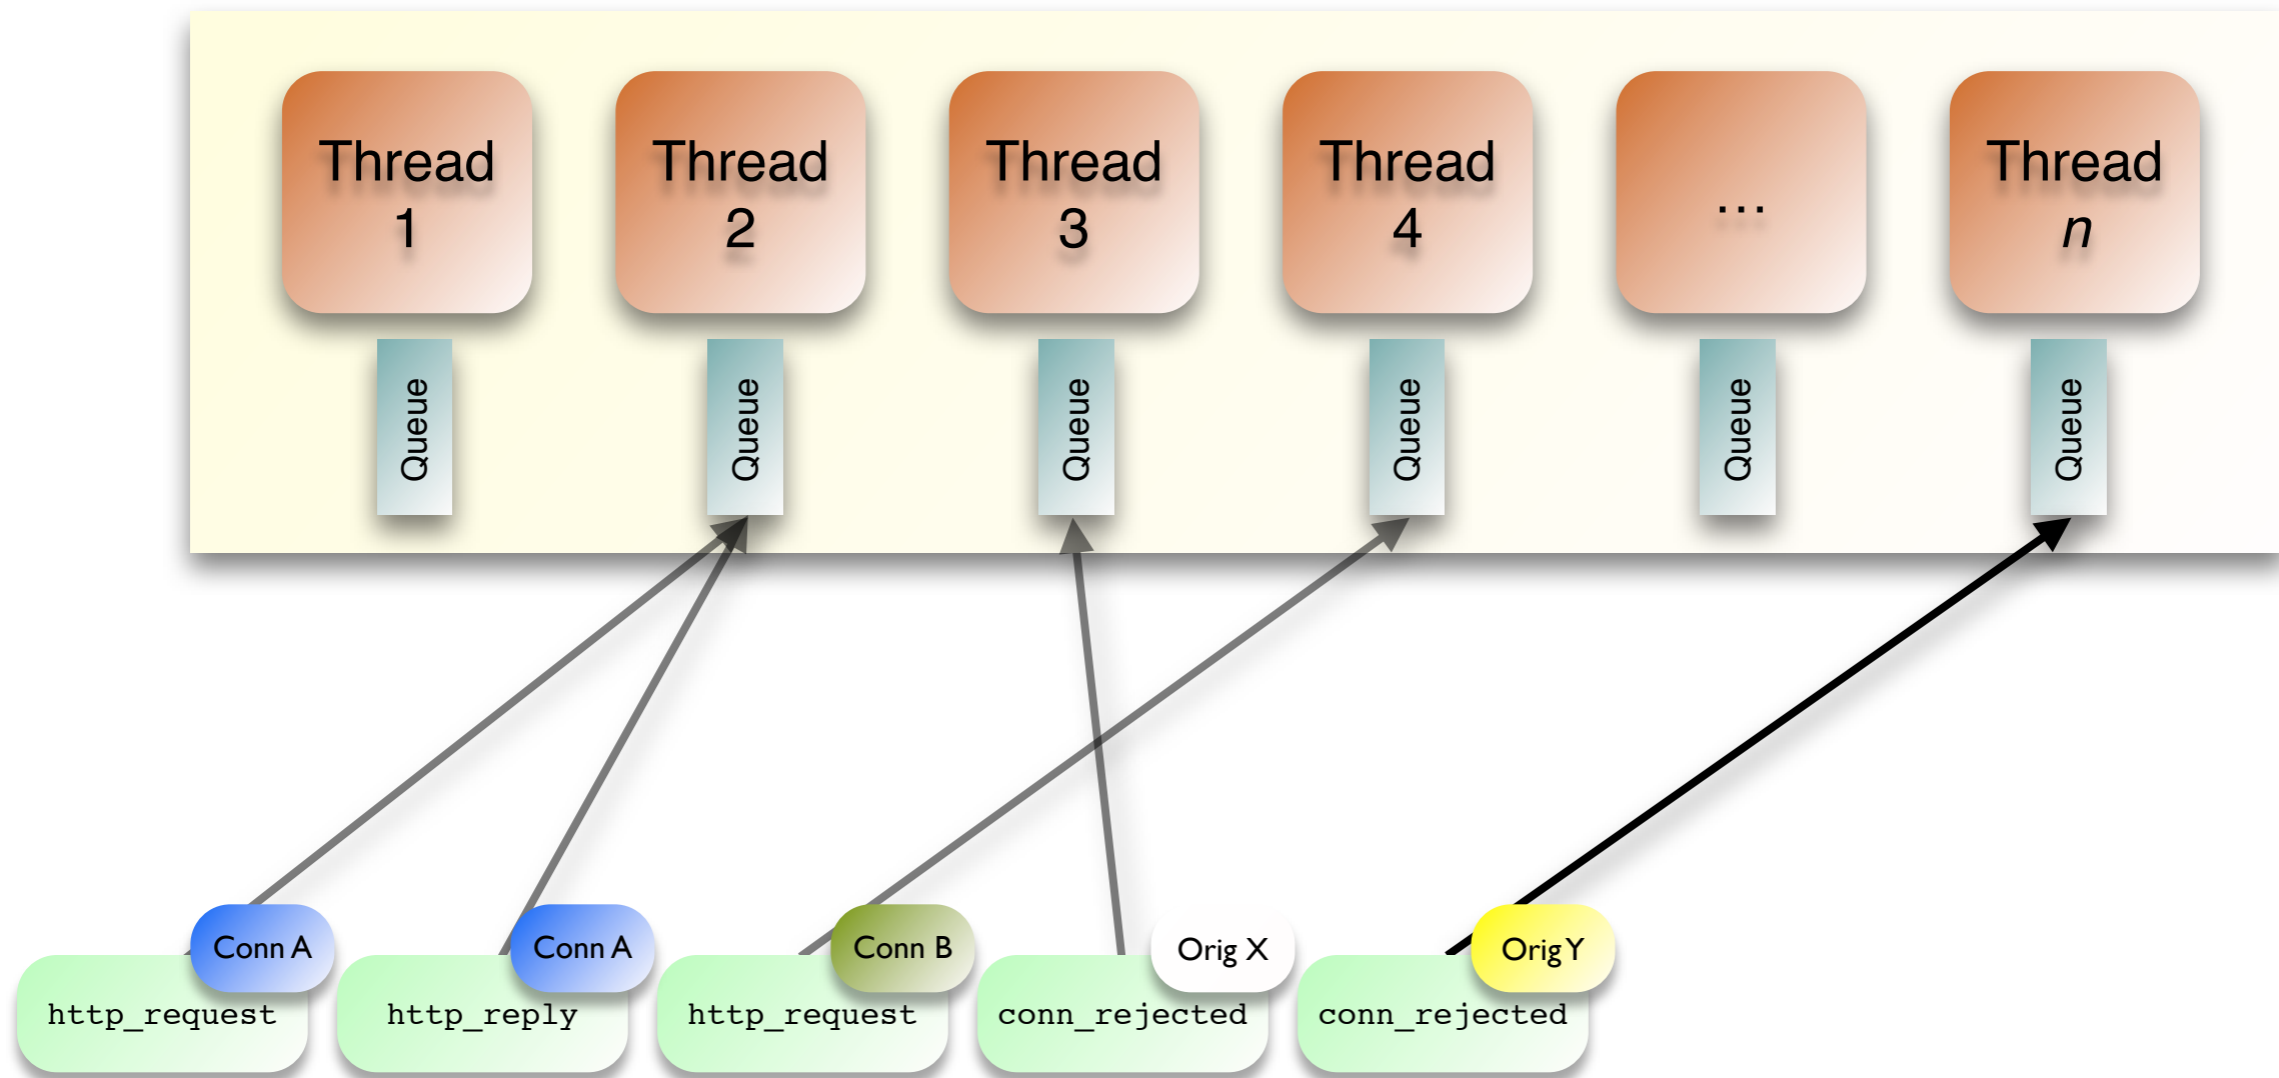 Thread
1
Thread
2
Thread
3
Thread
4
...
Thread
n
Queue
Queue
Queue
Queue
Queue
Queue
Conn A
http_request
Conn A
http_reply
Conn B
http_request
Orig X
conn_rejected
Orig Y
conn_rejected